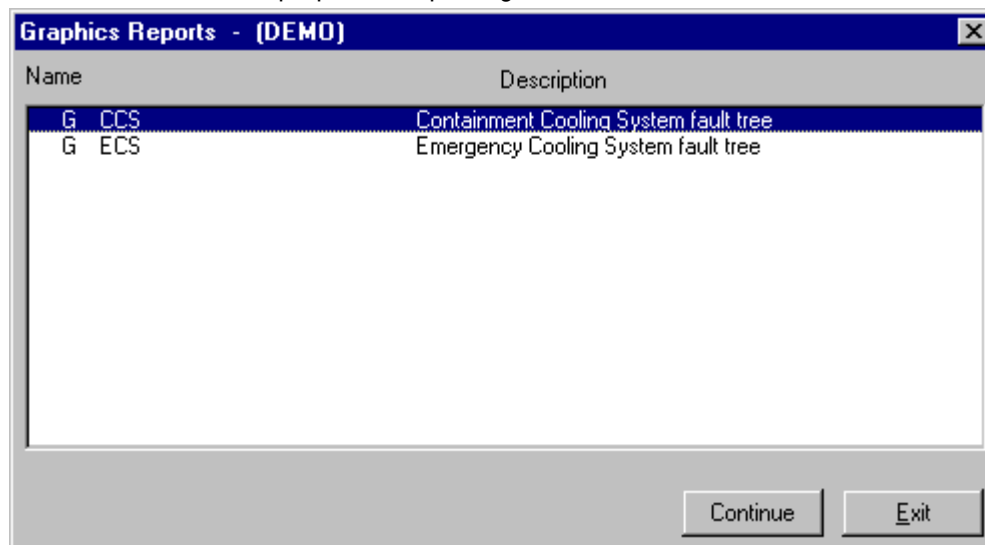 Graphics Reports - (DEMO)
Name Description
G CCS Containment Cooling System fault tree
G ECS Emergency Cooling System fault tree
Continue Exit